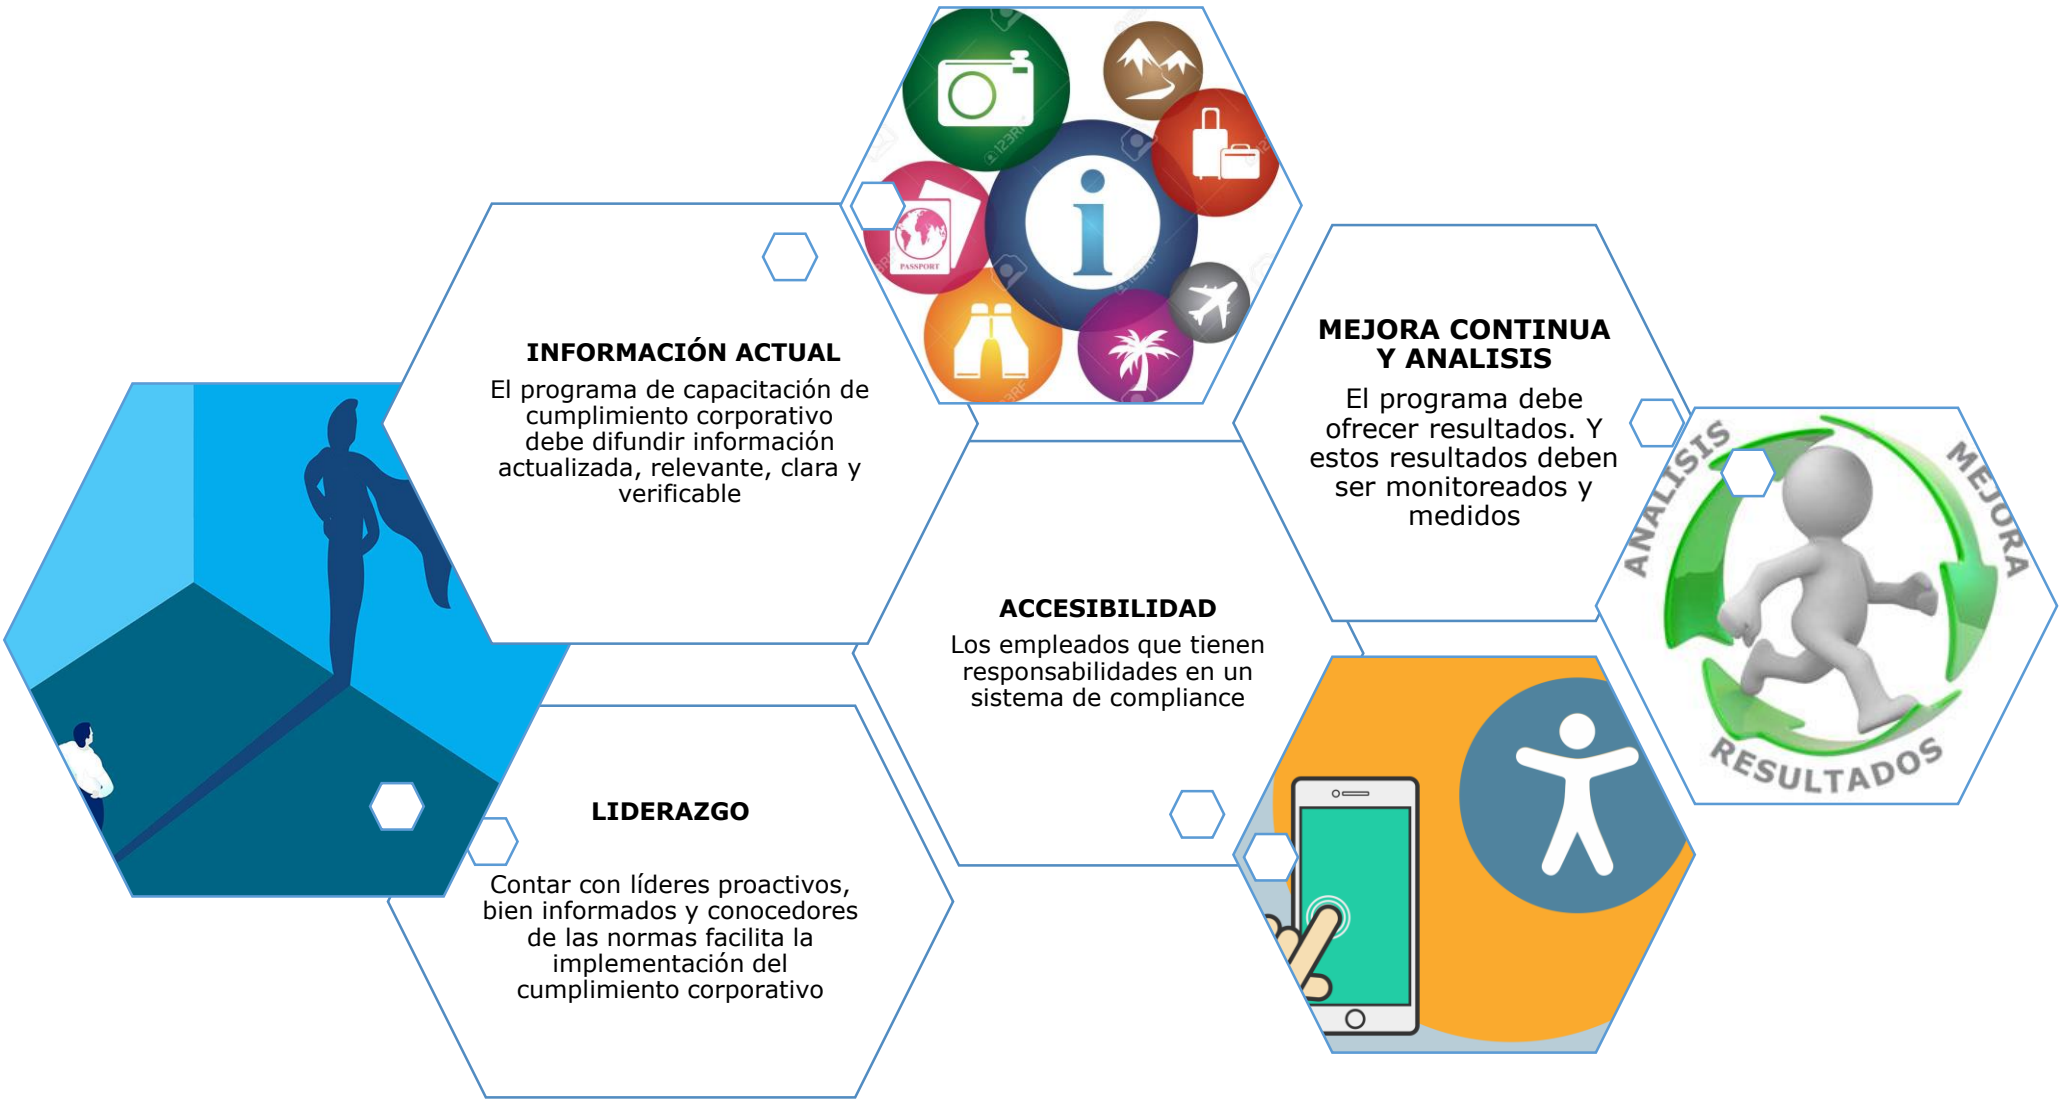 INFORMACIÓN ACTUAL
El programa de capacitación de
cumplimiento corporativo
debe difundir información
actualizada, relevante, clara y
verificable
PASSPORT
MEJORA CONTINUA
Y ANALISIS
El programa debe
ofrecer resultados. Y
estos resultados deben
ser monitoreados y
medidos
ANALISIS
MEJORA
RESULTADOS
ACCESIBILIDAD
Los empleados que tienen
responsabilidades en un
sistema de compliance
LIDERAZGO
Contar con líderes proactivos,
bien informados y conocedores
de las normas facilita la
implementación del
cumplimiento corporativo
123RF